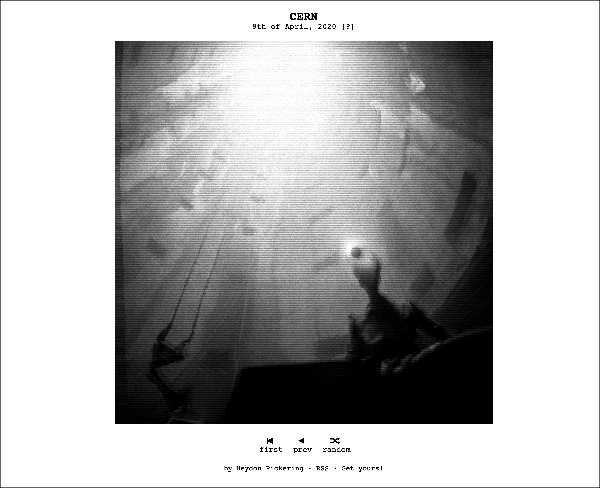 CERN
9th of April, 2020 [?]
first prev random
by Heydon Pickering · RSS · Get yours!